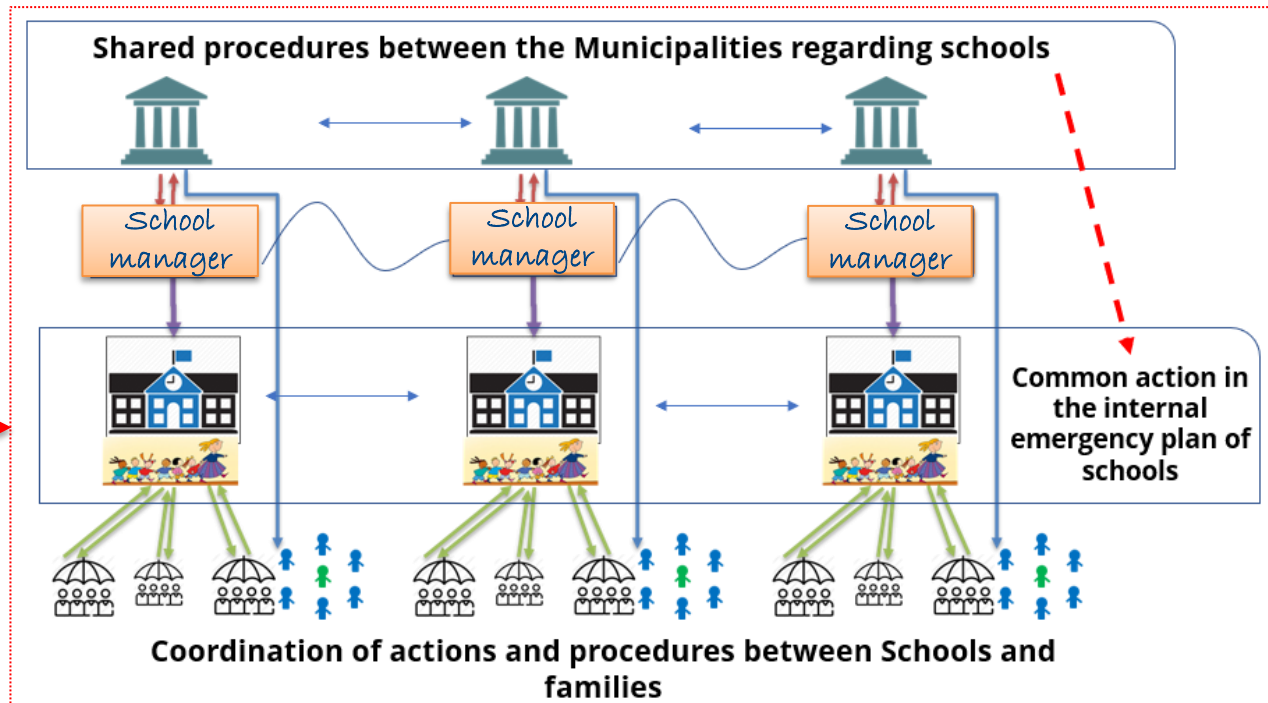 Shared procedures between the Municipalities regarding schools
School
manager
School
manager
School
manager
Common action in
the internal
emergency plan of
schools
Coordination of actions and procedures between Schools and
families